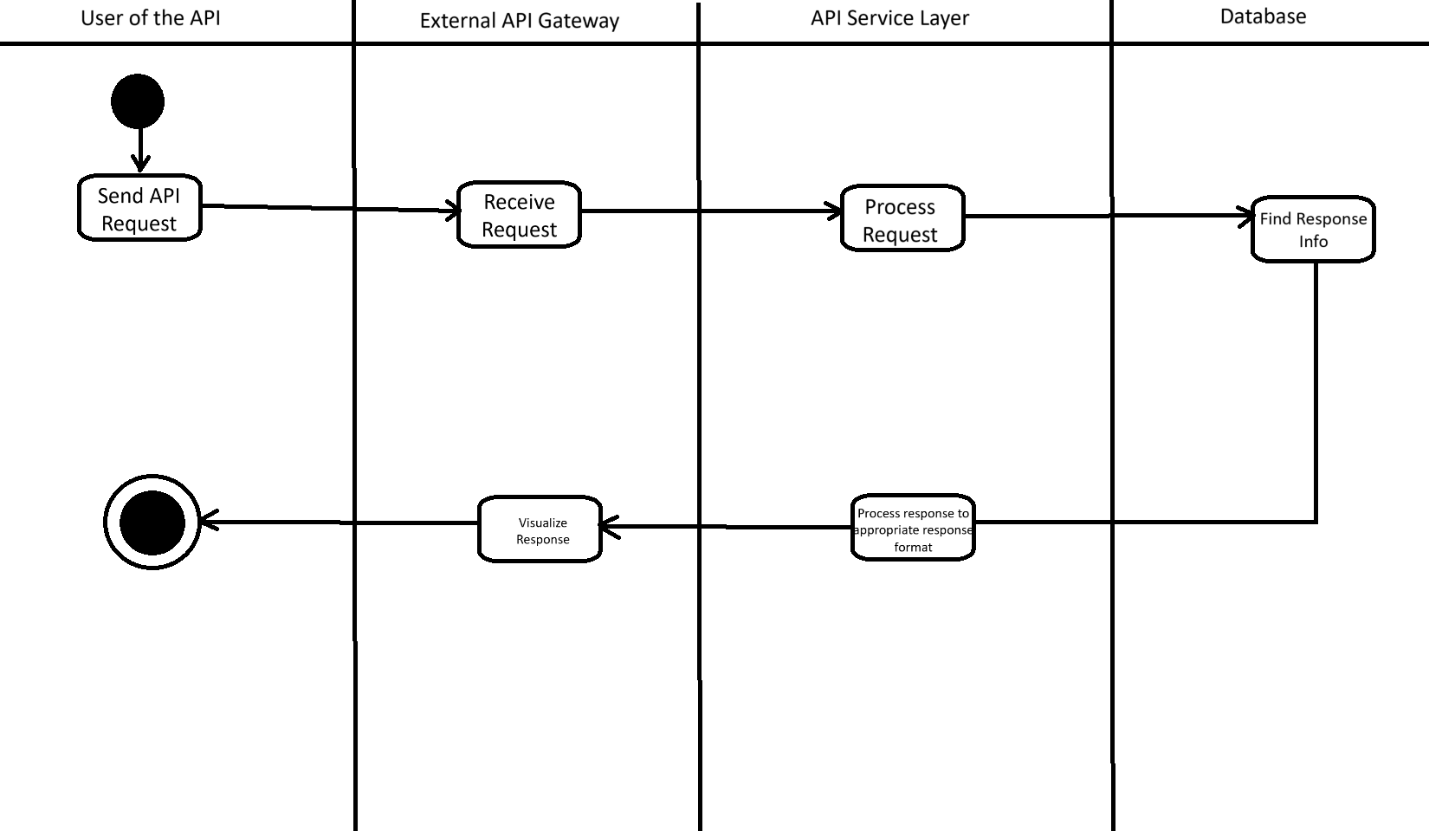 User of the API
External API Gateway
API Service Layer
Database
Send API
Request
Receive
Request
Process
Request
Find Response
Info
Visualize
Response
Process response to
appropriate response
format